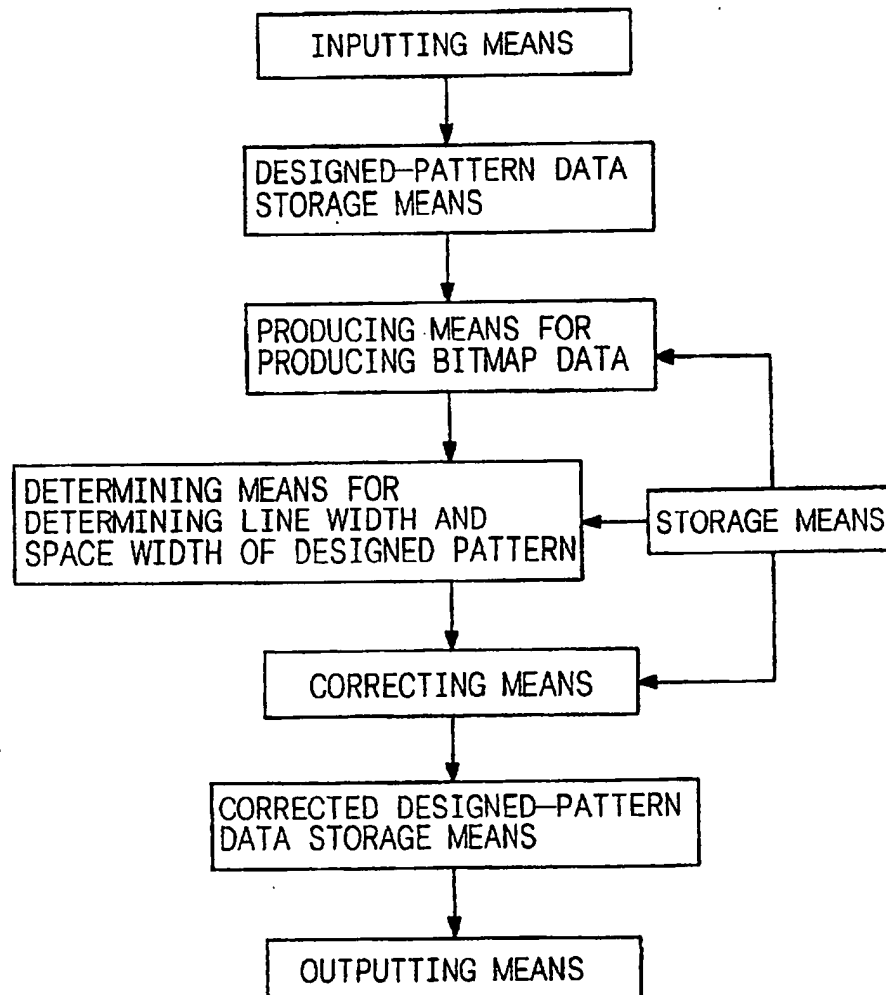 INPUTTING MEANS
DESIGNED-PATTERN DATA
STORAGE MEANS
PRODUCING MEANS FOR
PRODUCING BITMAP DATA
DETERMINING MEANS FOR
DETERMINING LINE WIDTH AND
SPACE WIDTH OF DESIGNED PATTERN
STORAGE MEANS
CORRECTING MEANS
CORRECTED DESIGNED-PATTERN
DATA STORAGE MEANS
OUTPUTTING MEANS